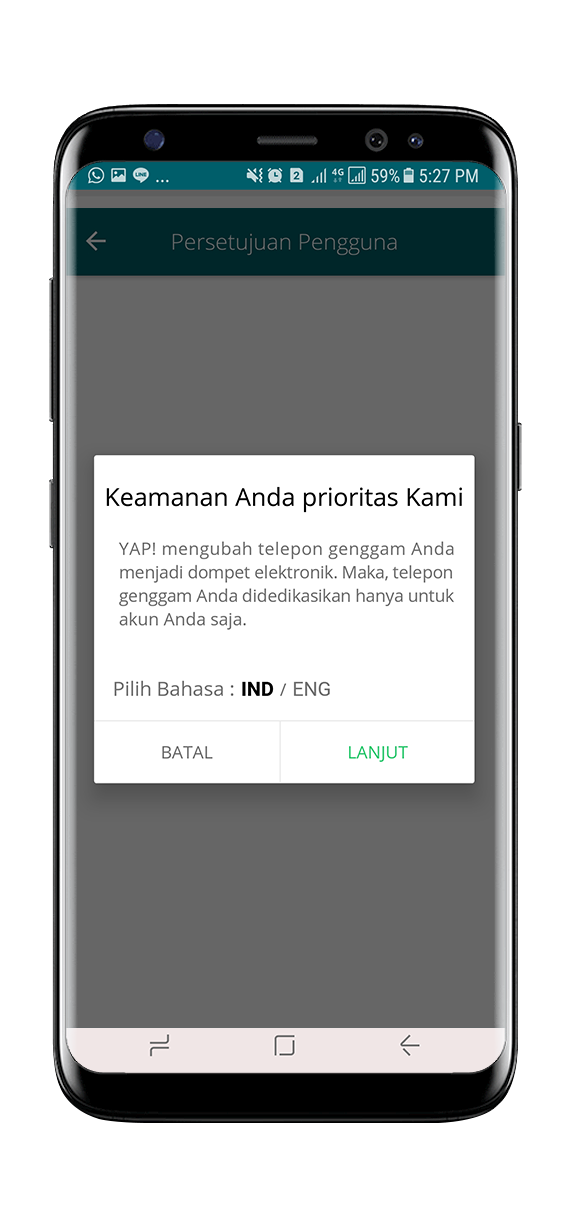 LINE ... 2 4G 59% 5:27 PM
Persetujuan Pengguna
Keamanan Anda prioritas Kami
YAP! mengubah telepon genggam Anda
menjadi dompet elektronik. Maka, telepon
genggam Anda didedikasikan hanya untuk
akun Anda saja.
Pilih Bahasa : IND / ENG
BATAL LANJUT